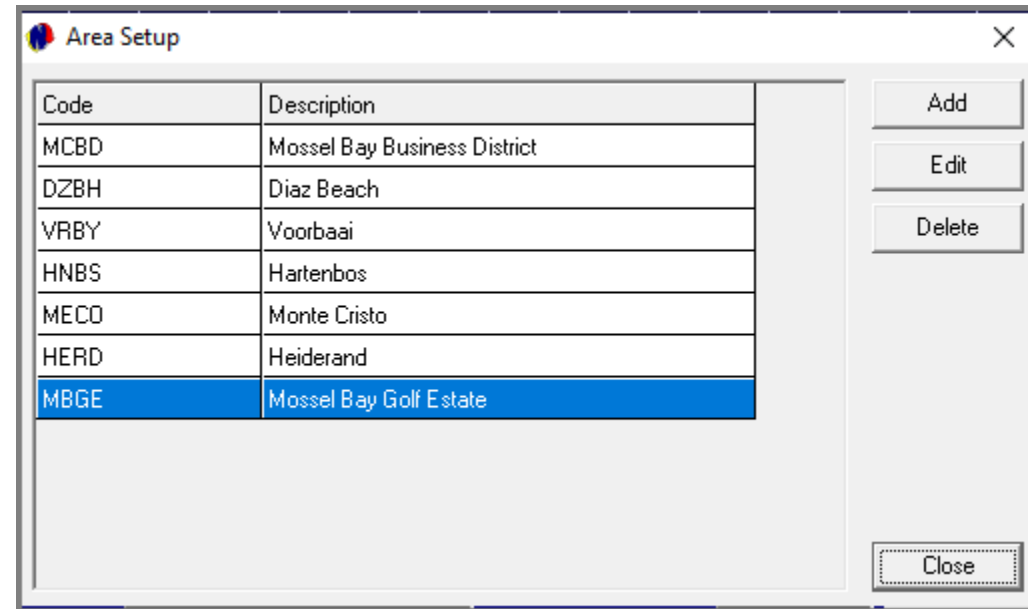 Area Setup
Code Description
Add
MCBD Mossel Bay Business District
Edit
DZBH Diaz Beach
VRBY Voorbaai
Delete
HNBS Hartenbos
MECO Monte Cristo
HERD Heiderand
MBGE Mossel Bay Golf Estate
Close